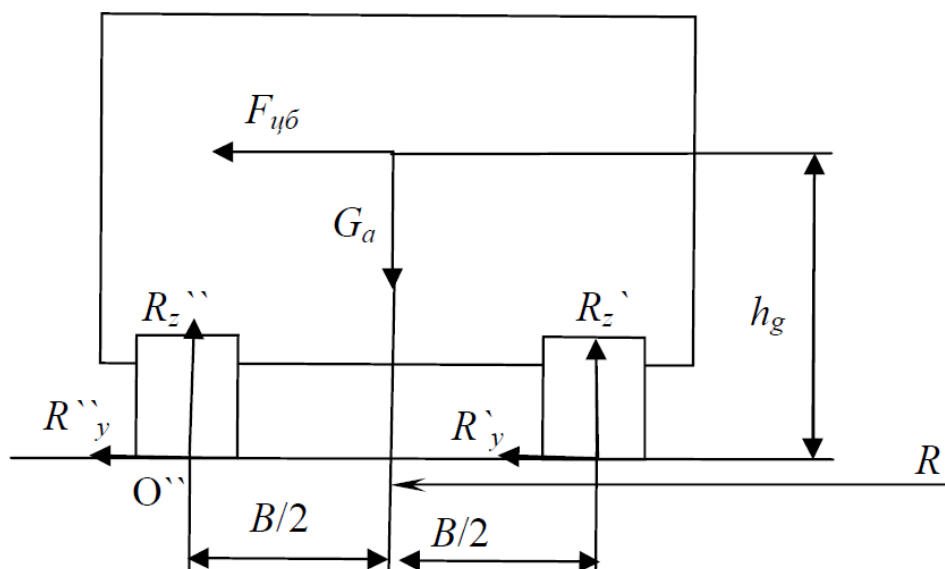 F_цб
G_a
R_z`` R_z`
h_g
R``_y R`_y
R
O``
B/2 B/2